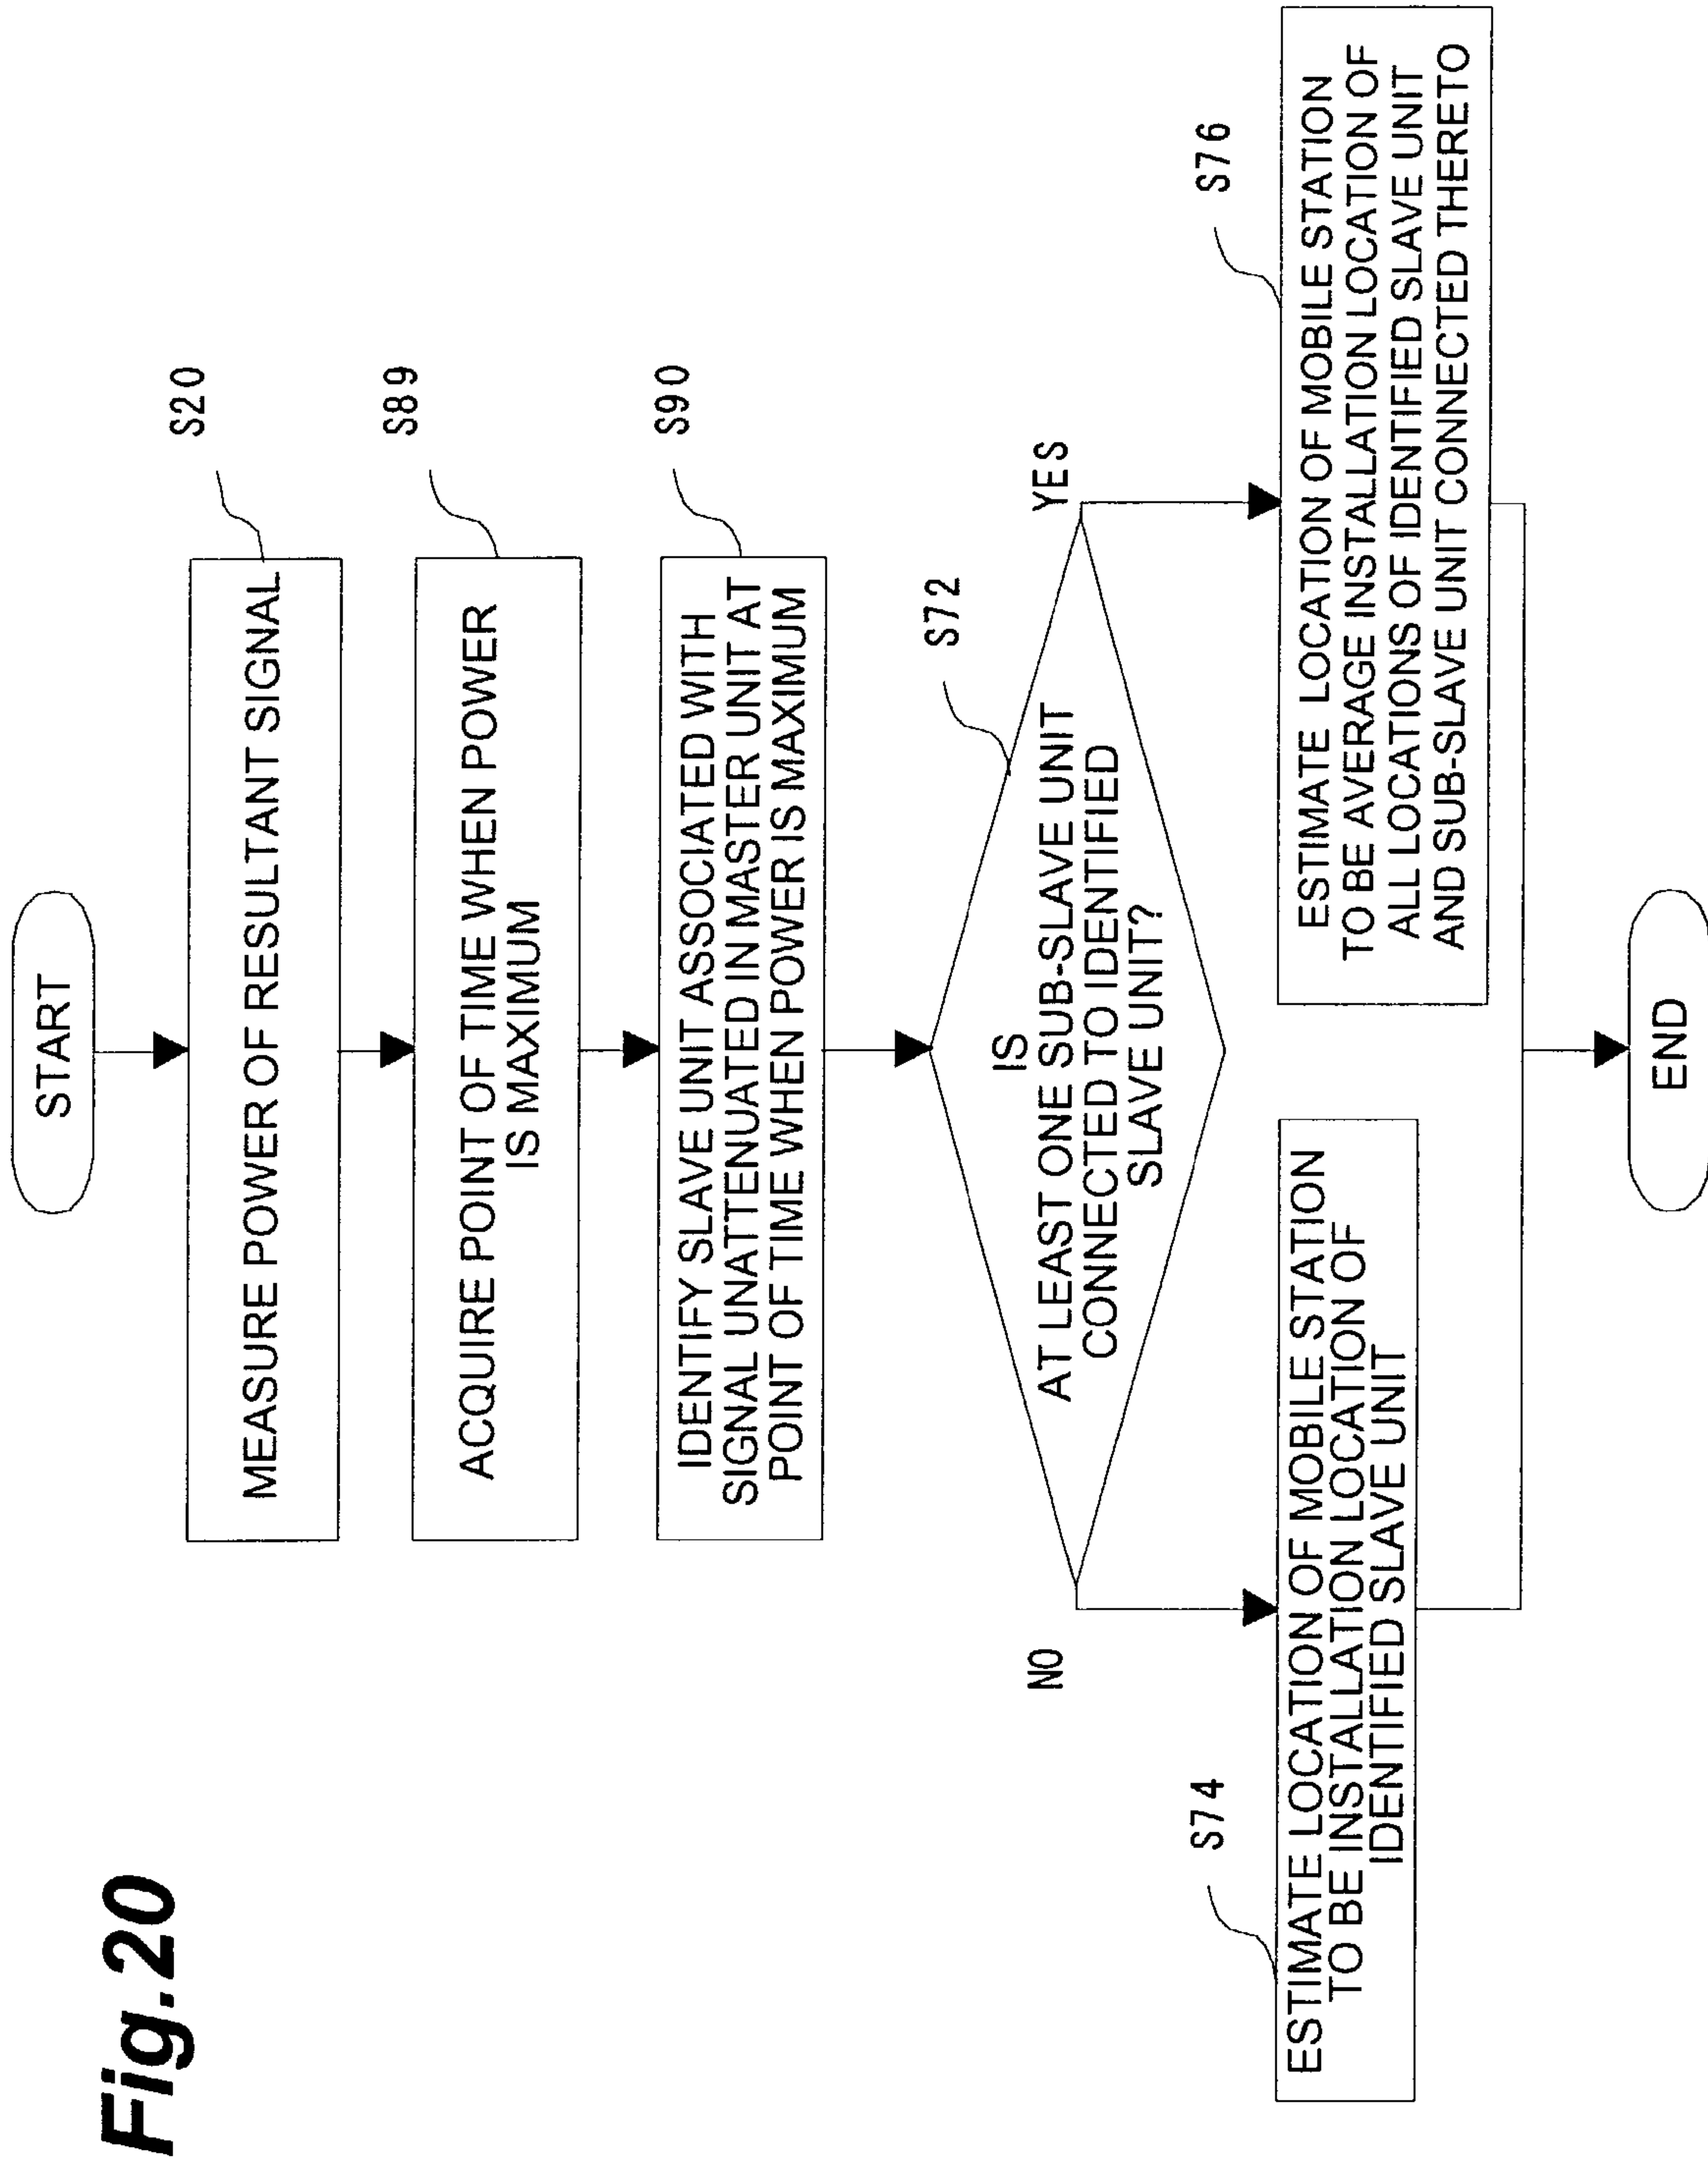 Fig.20
START
S20
MEASURE POWER OF RESULTANT SIGNAL
S89
ACQUIRE POINT OF TIME WHEN POWER
IS MAXIMUM
S90
IDENTIFY SLAVE UNIT ASSOCIATED WITH
SIGNAL UNATTENUATED IN MASTER UNIT AT
POINT OF TIME WHEN POWER IS MAXIMUM
S72
IS
AT LEAST ONE SUB-SLAVE UNIT
CONNECTED TO IDENTIFIED
SLAVE UNIT?
NO
YES
S74
ESTIMATE LOCATION OF MOBILE STATION
TO BE INSTALLATION LOCATION OF
IDENTIFIED SLAVE UNIT
S76
ESTIMATE LOCATION OF MOBILE STATION
TO BE AVERAGE INSTALLATION LOCATION OF
ALL LOCATIONS OF IDENTIFIED SLAVE UNIT
AND SUB-SLAVE UNIT CONNECTED THERETO
END